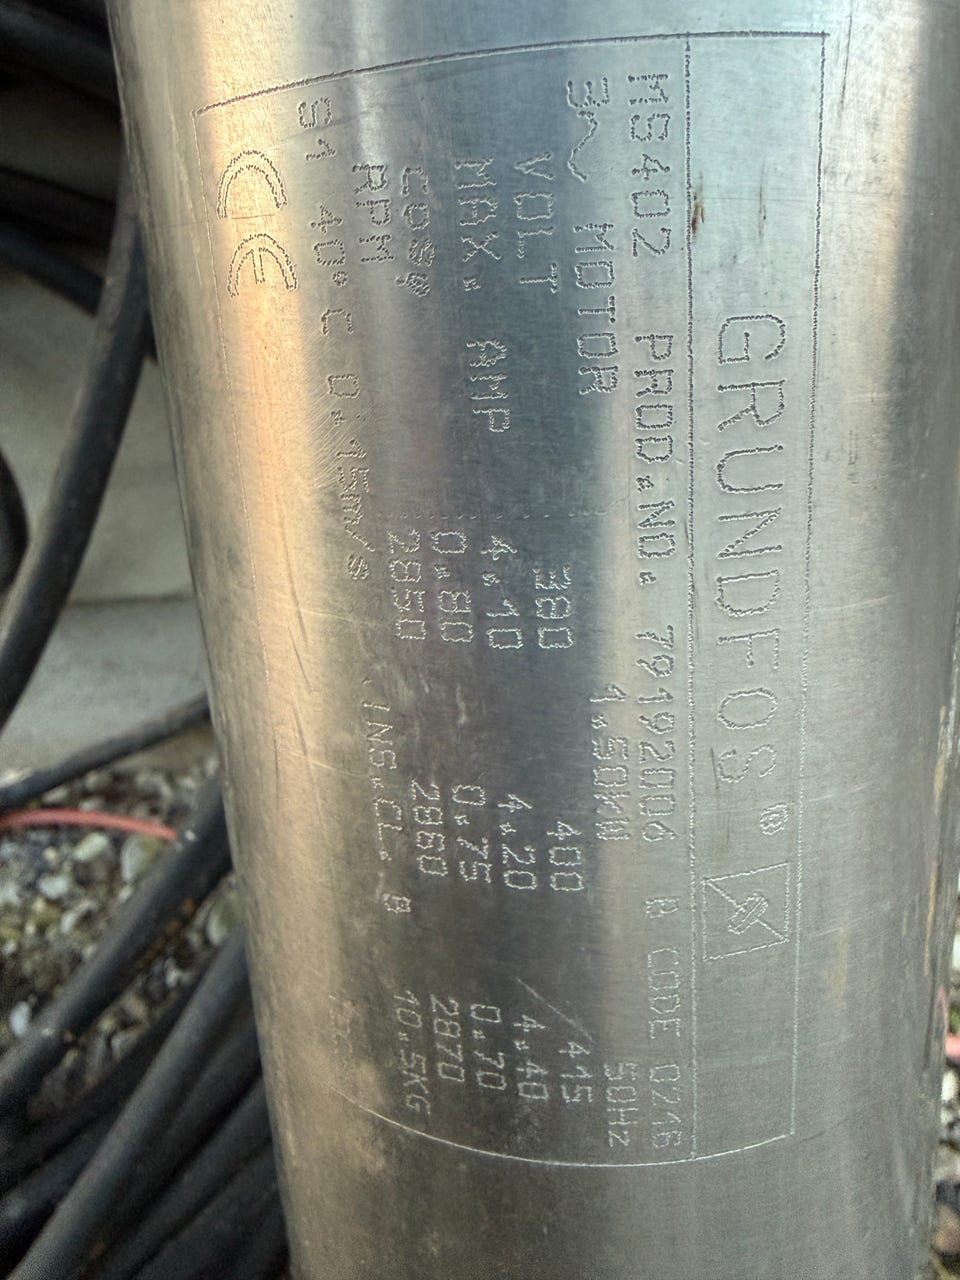 GRUNDFOS®
MS402 PROD.NO. 79192006 B CODE 0216
3~ MOTOR 1.50kW 50Hz
VOLT 380 400 415
MAX. AMP 4.10 4.20 4.40
COSφ 0.80 0.75 0.70
RPM 2850 2860 2870
S1 40°C 0.15m/s INS.CL. B 10.5KG
CE